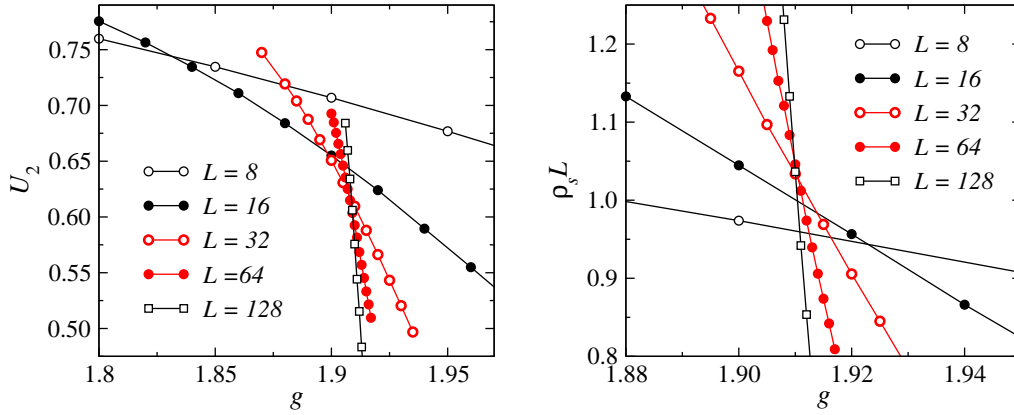 0.75
0.70
0.65
0.60
0.55
0.50
U2
L = 8
L = 16
L = 32
L =64
L = 128
1.8 1.85 1.9 1.95
g
1.2
1.1
1.0
0.9
0.8
ρsL
L = 8
L = 16
L = 32
L = 64
L = 128
1.88 1.90 1.92 1.94
g